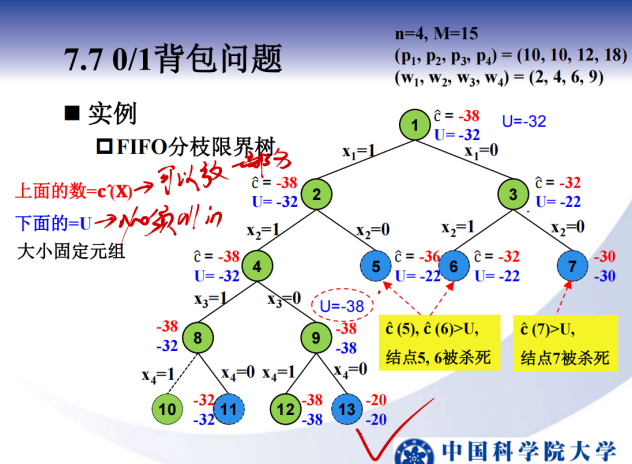 n=4, M=15
7.7 0/1背包问题
(p₁, p₂, p₃, p₄) = (10, 10, 12, 18)
(w₁, w₂, w₃, w₄) = (2, 4, 6, 9)
■ 实例
FIFO分枝限界树
上面的数=c^(X) → 可以放 一部分
下面的=U →
大小固定元组
1 ĉ = -38
U= -32
U=-32
x₁=1 x₁=0
2 ĉ = -38
U= -32
3 ĉ = -32
U= -22
x₂=1 x₂=0 x₂=1 x₂=0
4 ĉ = -38
U= -32
5 ĉ = -36
U= -22
6 ĉ = -32
U= -22
7 -30
-30
x₃=1 x₃=0
U=-38
8 -38
-32
9 -38
-38
ĉ (5), ĉ (6)>U,
结点5, 6被杀死
ĉ (7)>U,
结点7被杀死
x₄=1 x₄=0 x₄=1 x₄=0
10
11 -32
-32
12 -38
-38
13 -20
-20
中国科学院大学